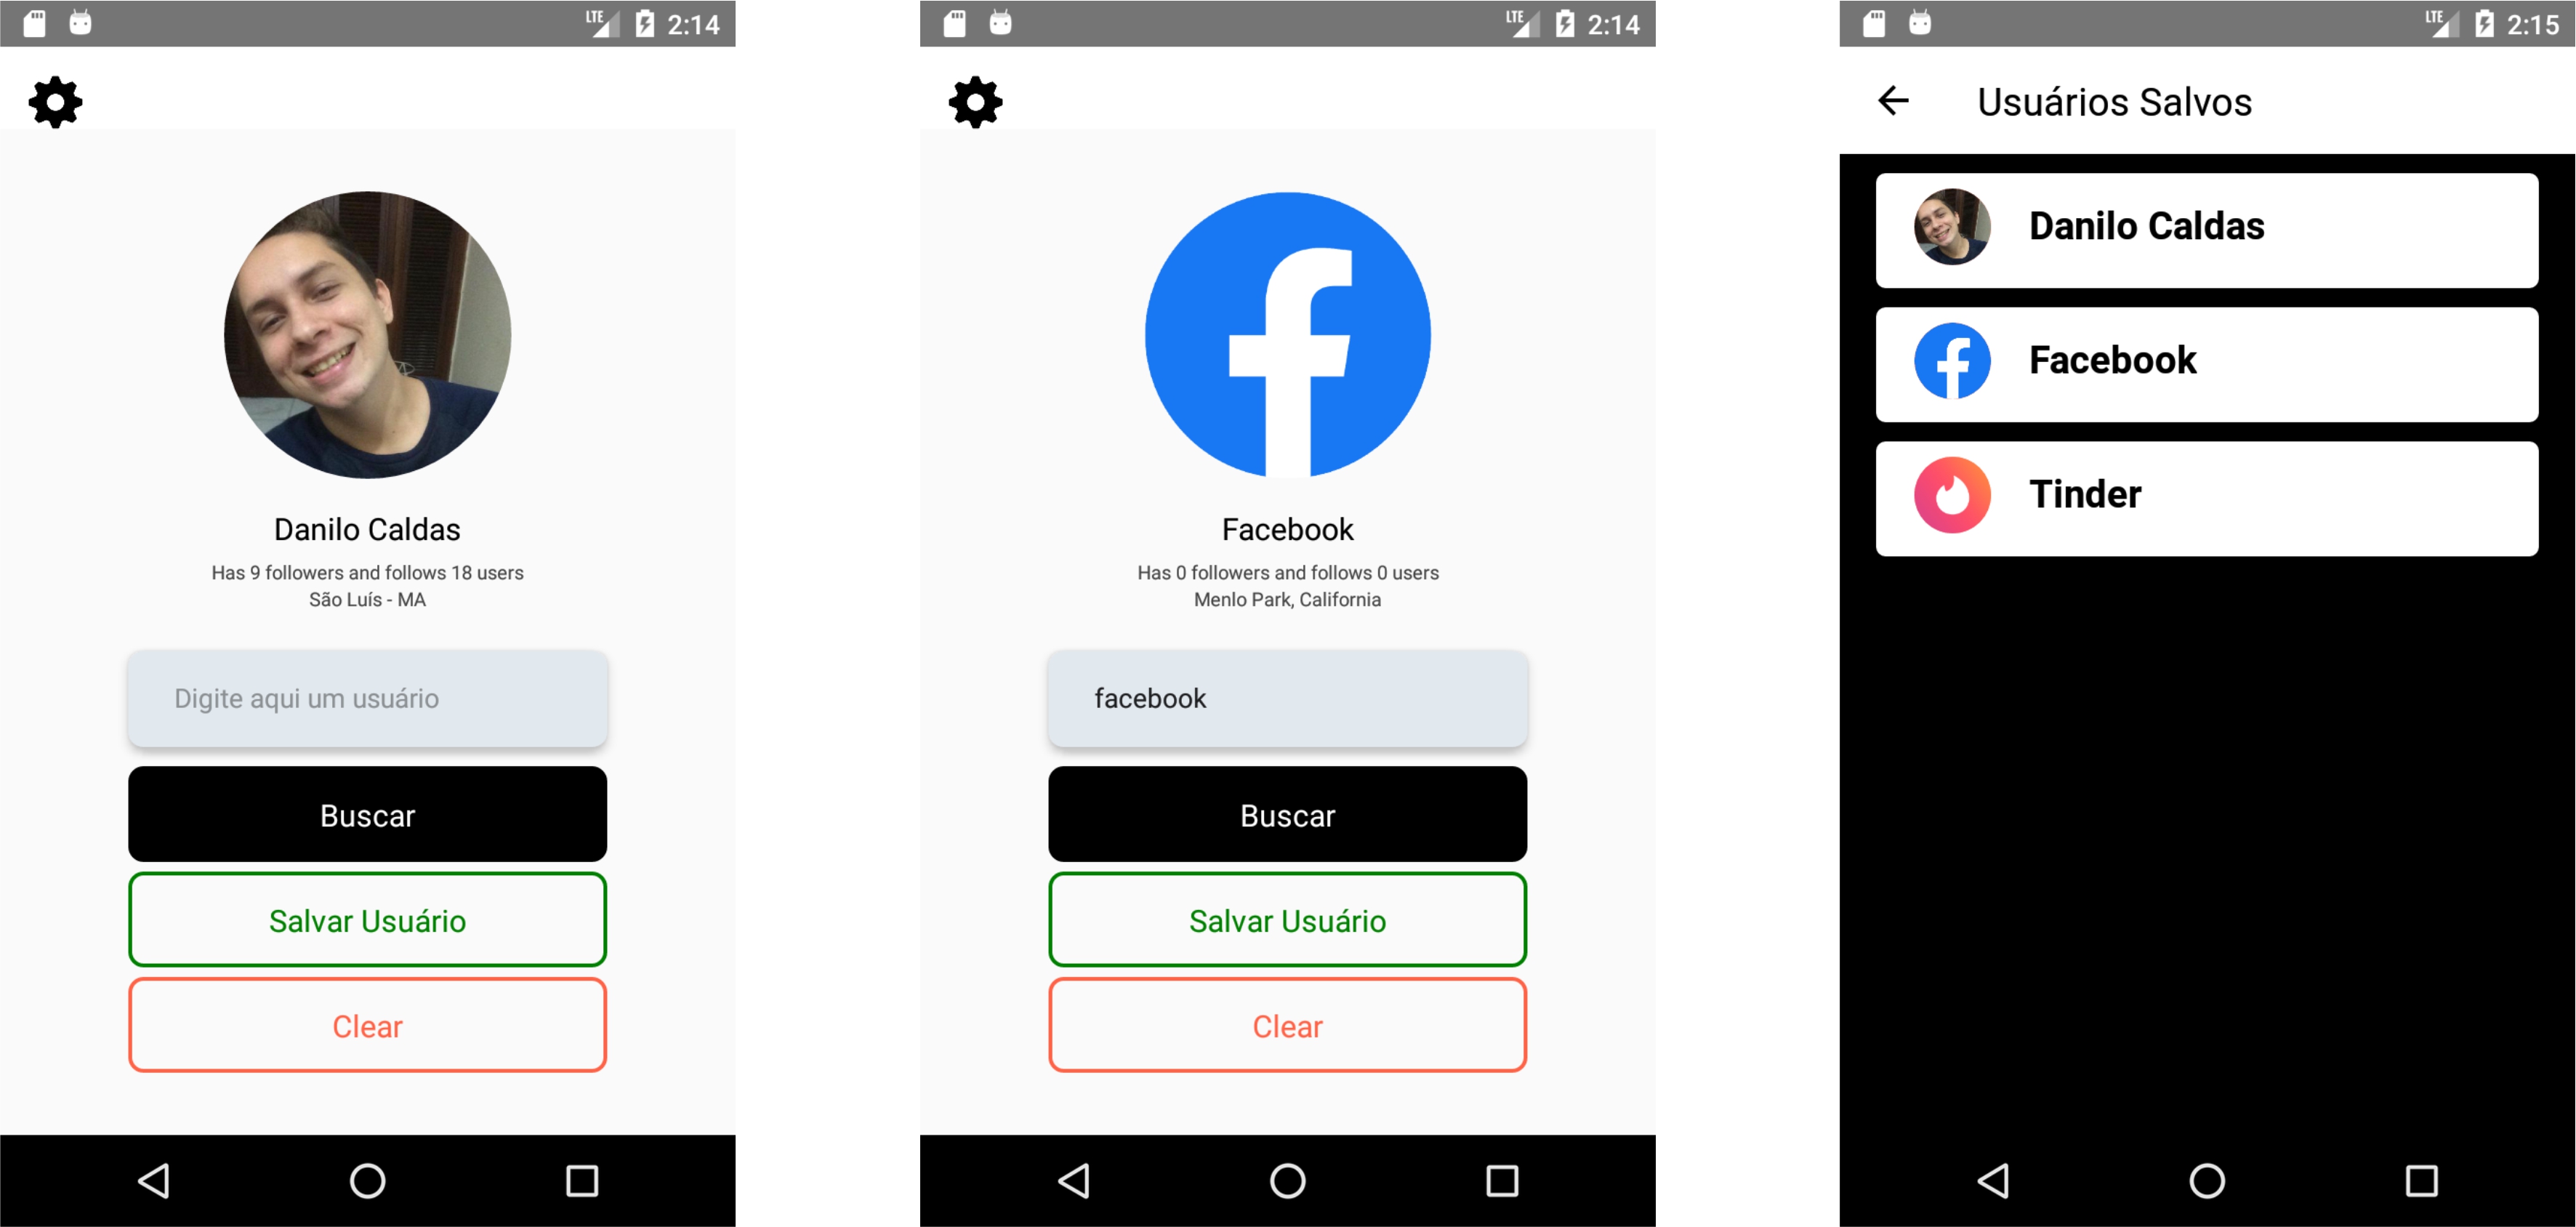 LTE 2:14
Danilo Caldas
Has 9 followers and follows 18 users
São Luís - MA
Digite aqui um usuário
Buscar
Salvar Usuário
Clear
LTE 2:14
Facebook
Has 0 followers and follows 0 users
Menlo Park, California
facebook
Buscar
Salvar Usuário
Clear
LTE 2:15
Usuários Salvos
Danilo Caldas
Facebook
Tinder